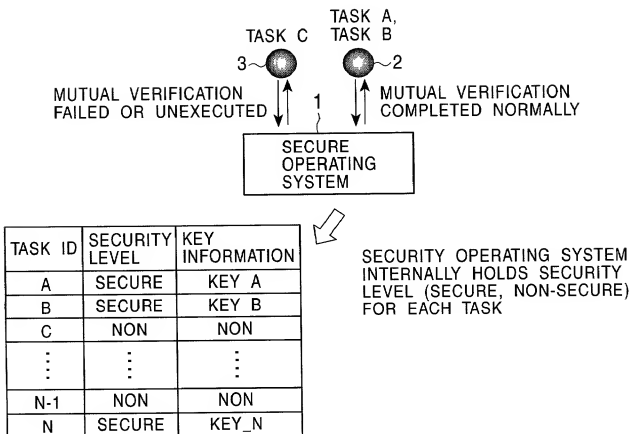 TASK C
TASK A,
TASK B
3
2
MUTUAL VERIFICATION
FAILED OR UNEXECUTED
1
MUTUAL VERIFICATION
COMPLETED NORMALLY
SECURE
OPERATING
SYSTEM
TASK ID SECURITY LEVEL KEY INFORMATION
A SECURE KEY A
B SECURE KEY B
C NON NON
N-1 NON NON
N SECURE KEY_N
SECURITY OPERATING SYSTEM
INTERNALLY HOLDS SECURITY
LEVEL (SECURE, NON-SECURE)
FOR EACH TASK